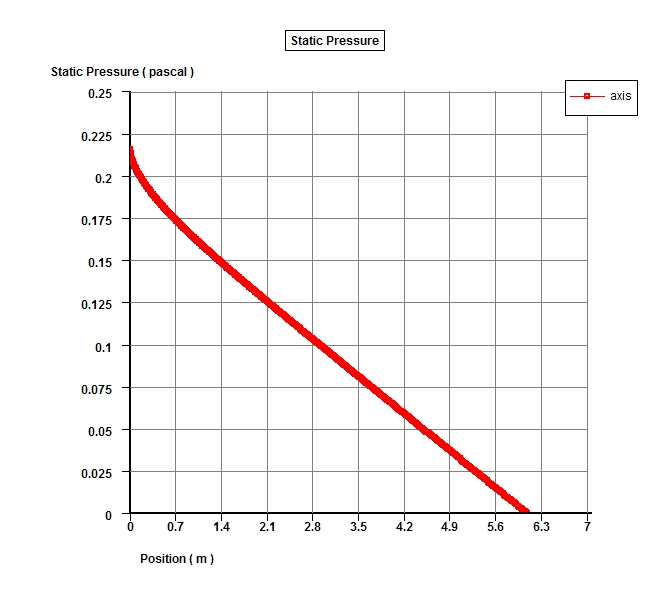 Static Pressure
Static Pressure ( pascal )
axis
0.25
0.225
0.2
0.175
0.15
0.125
0.1
0.075
0.05
0.025
0
0 0.7 1.4 2.1 2.8 3.5 4.2 4.9 5.6 6.3 7
Position ( m )